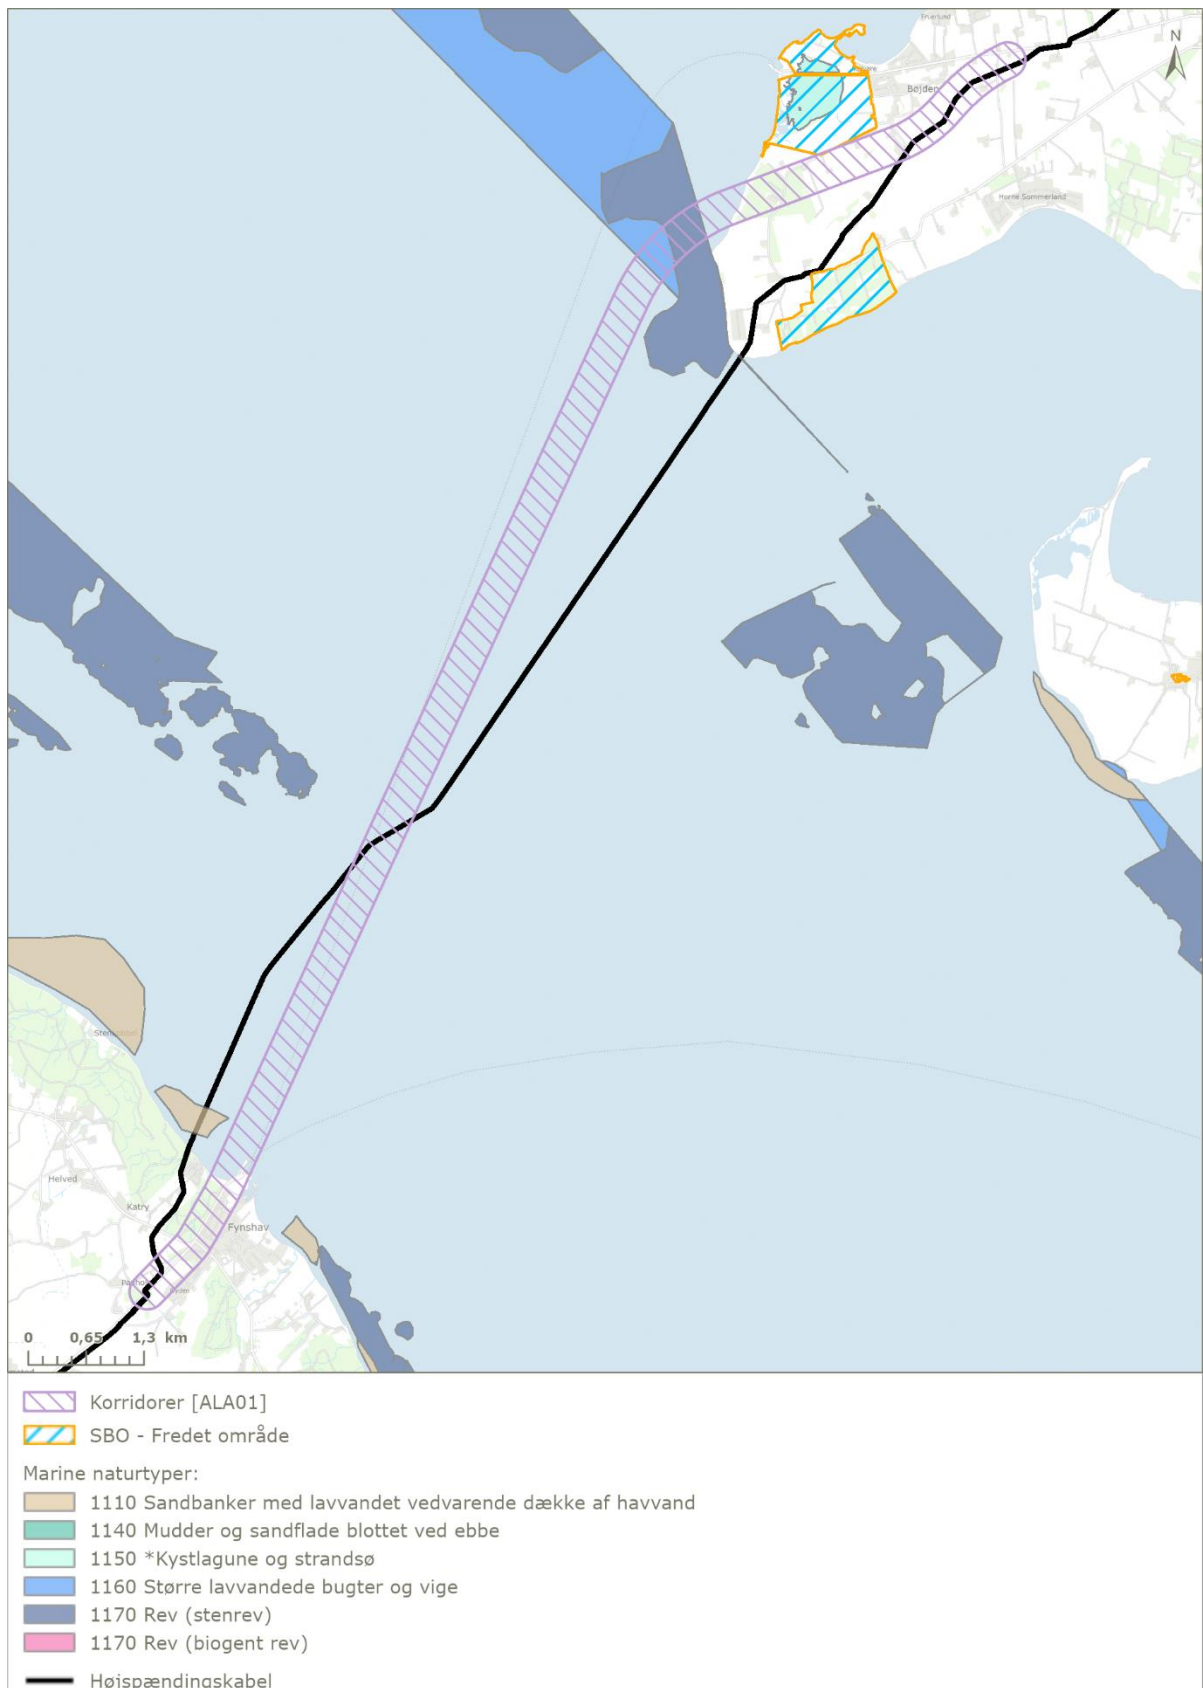 N
Bøjden
Horne Sommerland
Helved
Katry
Fynshav
0 0,65 1,3 km
Korridorer [ALA01]
SBO - Fredet område
Marine naturtyper:
1110 Sandbanker med lavvandet vedvarende dække af havvand
1140 Mudder og sandflade blottet ved ebbe
1150 *Kystlagune og strandsø
1160 Større lavvandede bugter og vige
1170 Rev (stenrev)
1170 Rev (biogent rev)
Højspændingskabel